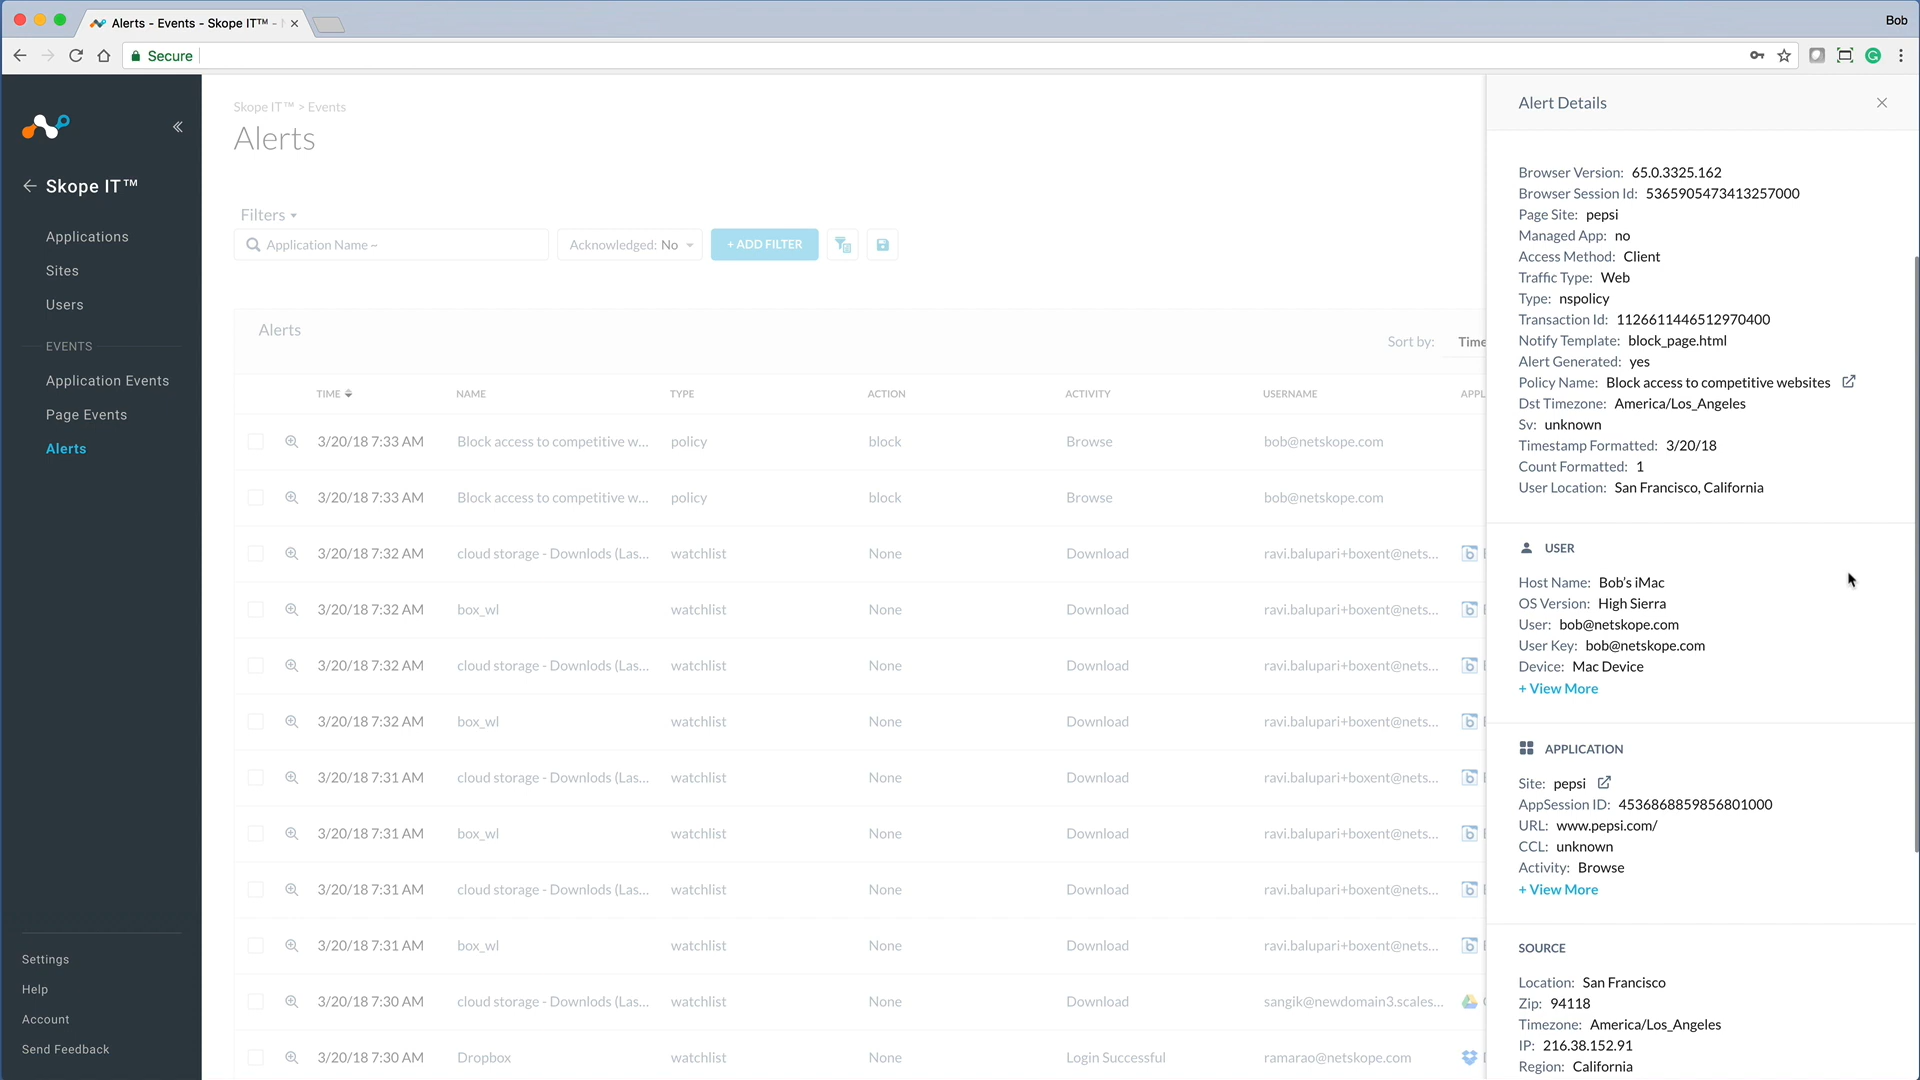 Alerts - Events - Skope IT™ -
Bob
Secure
Skope IT™
Applications
Sites
Users
EVENTS
Application Events
Page Events
Alerts
Settings
Help
Account
Send Feedback
Skope IT™ > Events
Alerts
Filters
Application Name ~
Acknowledged: No
+ ADD FILTER
Alerts
Sort by: Time
TIME NAME TYPE ACTION ACTIVITY USERNAME APPL
3/20/18 7:33 AM Block access to competitive w... policy block Browse bob@netskope.com
3/20/18 7:33 AM Block access to competitive w... policy block Browse bob@netskope.com
3/20/18 7:32 AM cloud storage - Downlods (Las... watchlist None Download ravi.balupari+boxent@nets...
3/20/18 7:32 AM box_wl watchlist None Download ravi.balupari+boxent@nets...
3/20/18 7:32 AM cloud storage - Downlods (Las... watchlist None Download ravi.balupari+boxent@nets...
3/20/18 7:32 AM box_wl watchlist None Download ravi.balupari+boxent@nets...
3/20/18 7:31 AM cloud storage - Downlods (Las... watchlist None Download ravi.balupari+boxent@nets...
3/20/18 7:31 AM box_wl watchlist None Download ravi.balupari+boxent@nets...
3/20/18 7:31 AM cloud storage - Downlods (Las... watchlist None Download ravi.balupari+boxent@nets...
3/20/18 7:31 AM box_wl watchlist None Download ravi.balupari+boxent@nets...
3/20/18 7:30 AM cloud storage - Downlods (Las... watchlist None Download sangik@newdomain3.scales...
3/20/18 7:30 AM Dropbox watchlist None Login Successful ramarao@netskope.com
Alert Details
Browser Version: 65.0.3325.162
Browser Session Id: 5365905473413257000
Page Site: pepsi
Managed App: no
Access Method: Client
Traffic Type: Web
Type: nspolicy
Transaction Id: 1126611446512970400
Notify Template: block_page.html
Alert Generated: yes
Policy Name: Block access to competitive websites
Dst Timezone: America/Los_Angeles
Sv: unknown
Timestamp Formatted: 3/20/18
Count Formatted: 1
User Location: San Francisco, California
USER
Host Name: Bob's iMac
OS Version: High Sierra
User: bob@netskope.com
User Key: bob@netskope.com
Device: Mac Device
+ View More
APPLICATION
Site: pepsi
AppSession ID: 4536868859856801000
URL: www.pepsi.com/
CCL: unknown
Activity: Browse
+ View More
SOURCE
Location: San Francisco
Zip: 94118
Timezone: America/Los_Angeles
IP: 216.38.152.91
Region: California